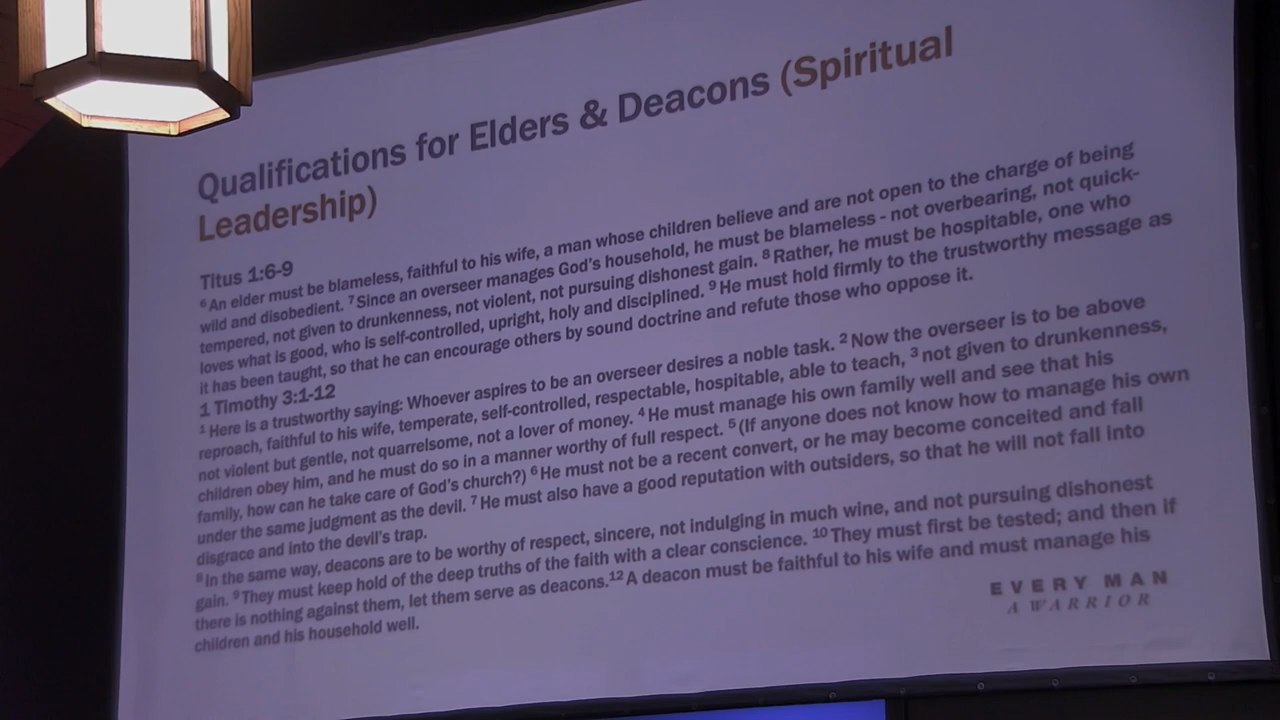 Qualifications for Elders & Deacons (Spiritual
Leadership)
Titus 1:6-9
⁶ An elder must be blameless, faithful to his wife, a man whose children believe and are not open to the charge of being
wild and disobedient. ⁷ Since an overseer manages God's household, he must be blameless - not overbearing, not quick-
tempered, not given to drunkenness, not violent, not pursuing dishonest gain. ⁸ Rather, he must be hospitable, one who
loves what is good, who is self-controlled, upright, holy and disciplined. ⁹ He must hold firmly to the trustworthy message as
it has been taught, so that he can encourage others by sound doctrine and refute those who oppose it.
1 Timothy 3:1-12
¹ Here is a trustworthy saying: Whoever aspires to be an overseer desires a noble task. ² Now the overseer is to be above
reproach, faithful to his wife, temperate, self-controlled, respectable, hospitable, able to teach, ³ not given to drunkenness,
not violent but gentle, not quarrelsome, not a lover of money. ⁴ He must manage his own family well and see that his
children obey him, and he must do so in a manner worthy of full respect. ⁵ (If anyone does not know how to manage his own
family, how can he take care of God's church?) ⁶ He must not be a recent convert, or he may become conceited and fall
under the same judgment as the devil. ⁷ He must also have a good reputation with outsiders, so that he will not fall into
disgrace and into the devil's trap.
⁸ In the same way, deacons are to be worthy of respect, sincere, not indulging in much wine, and not pursuing dishonest
gain. ⁹ They must keep hold of the deep truths of the faith with a clear conscience. ¹⁰ They must first be tested; and then if
there is nothing against them, let them serve as deacons.¹² A deacon must be faithful to his wife and must manage his
children and his household well.
EVERY MAN
A WARRIOR